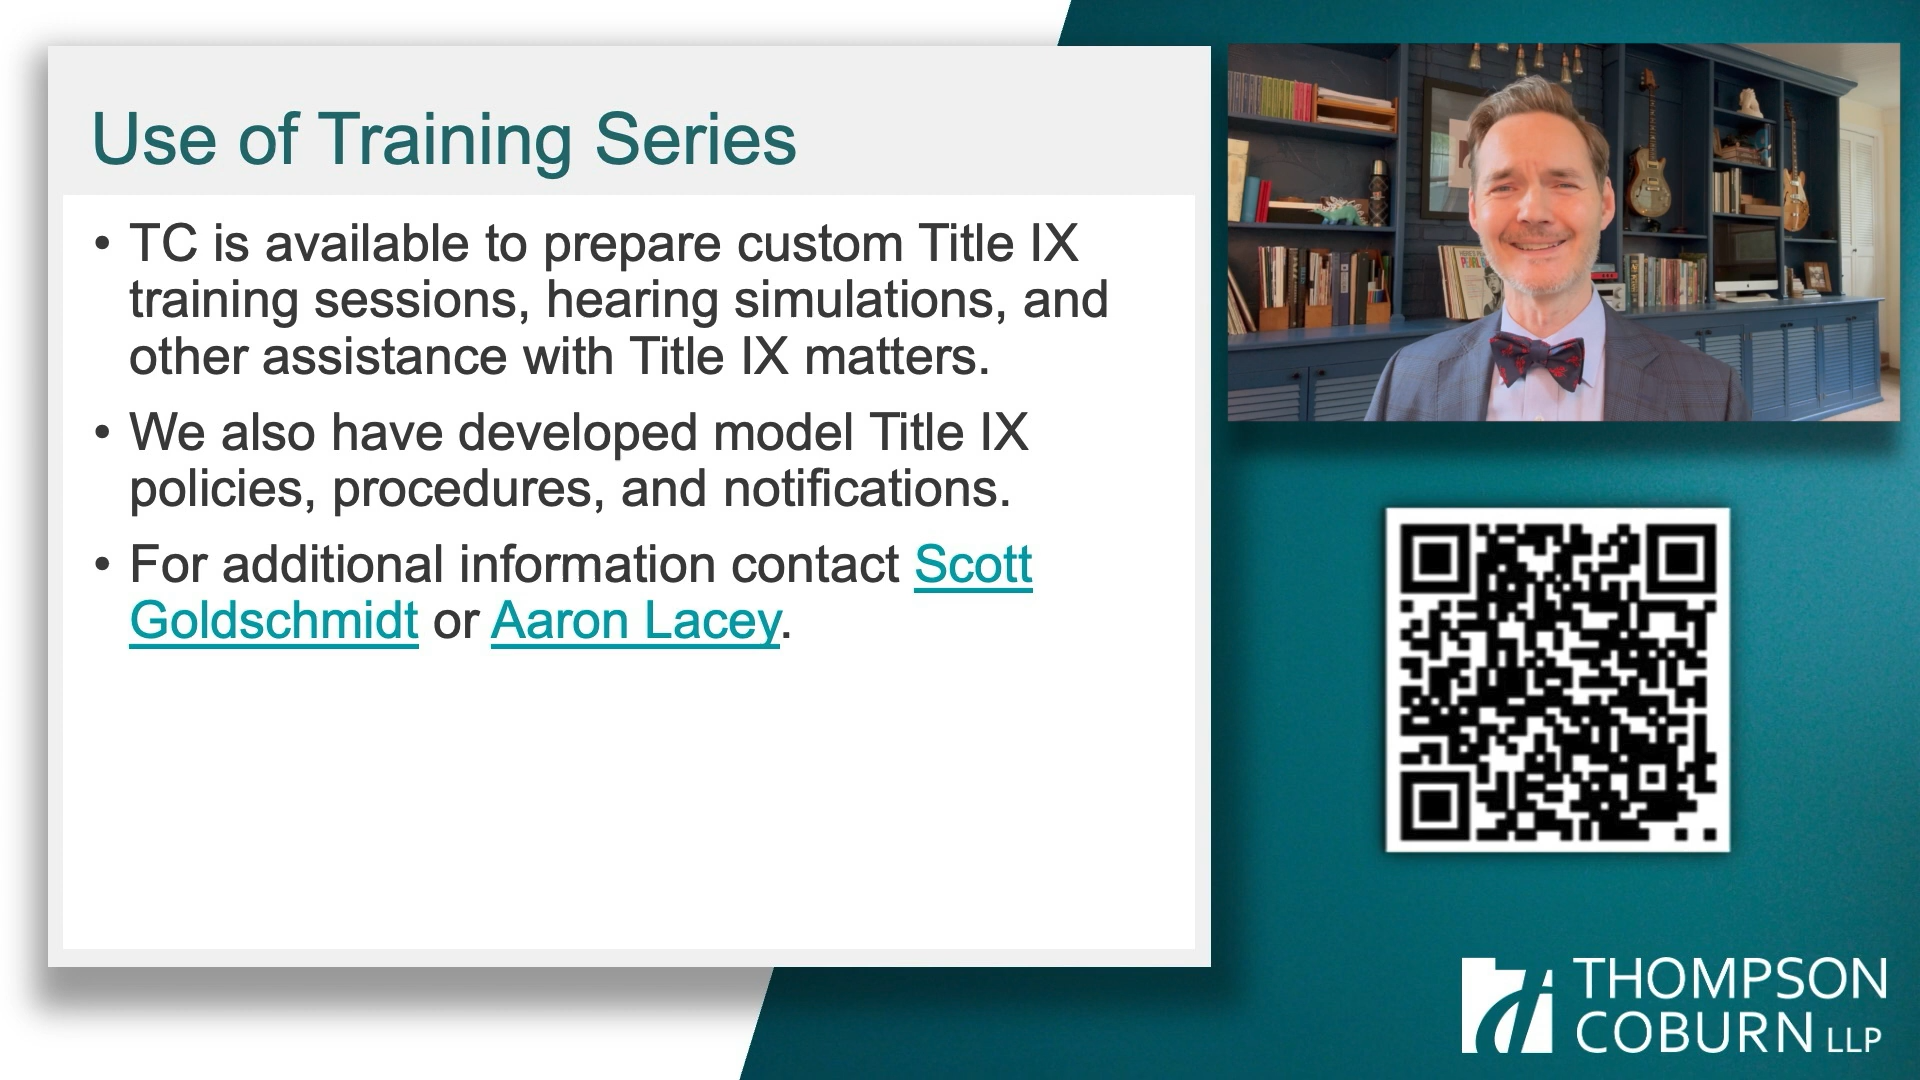 Use of Training Series
• TC is available to prepare custom Title IX
training sessions, hearing simulations, and
other assistance with Title IX matters.
• We also have developed model Title IX
policies, procedures, and notifications.
• For additional information contact Scott
Goldschmidt or Aaron Lacey.
THOMPSON
COBURN LLP